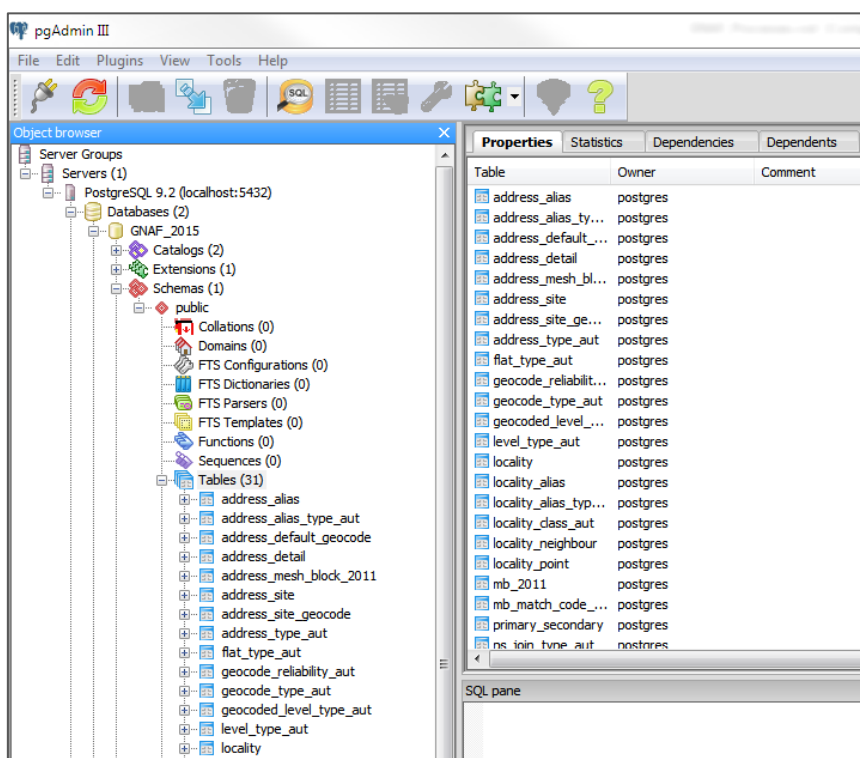 pgAdmin III
File Edit Plugins View Tools Help
SQL
Object browser
Server Groups
Servers (1)
PostgreSQL 9.2 (localhost:5432)
Databases (2)
GNAF_2015
Catalogs (2)
Extensions (1)
Schemas (1)
public
Collations (0)
Domains (0)
FTS Configurations (0)
FTS Dictionaries (0)
FTS Parsers (0)
FTS Templates (0)
Functions (0)
Sequences (0)
Tables (31)
address_alias
address_alias_type_aut
address_default_geocode
address_detail
address_mesh_block_2011
address_site
address_site_geocode
address_type_aut
flat_type_aut
geocode_reliability_aut
geocode_type_aut
geocoded_level_type_aut
level_type_aut
locality
Properties Statistics Dependencies Dependents
Table Owner Comment
address_alias postgres
address_alias_ty... postgres
address_default_... postgres
address_detail postgres
address_mesh_bl... postgres
address_site postgres
address_site_ge... postgres
address_type_aut postgres
flat_type_aut postgres
geocode_reliabilit... postgres
geocode_type_aut postgres
geocoded_level_... postgres
level_type_aut postgres
locality postgres
locality_alias postgres
locality_alias_typ... postgres
locality_class_aut postgres
locality_neighbour postgres
locality_point postgres
mb_2011 postgres
mb_match_code_... postgres
primary_secondary postgres
ps_join_type_aut postgres
SQL pane